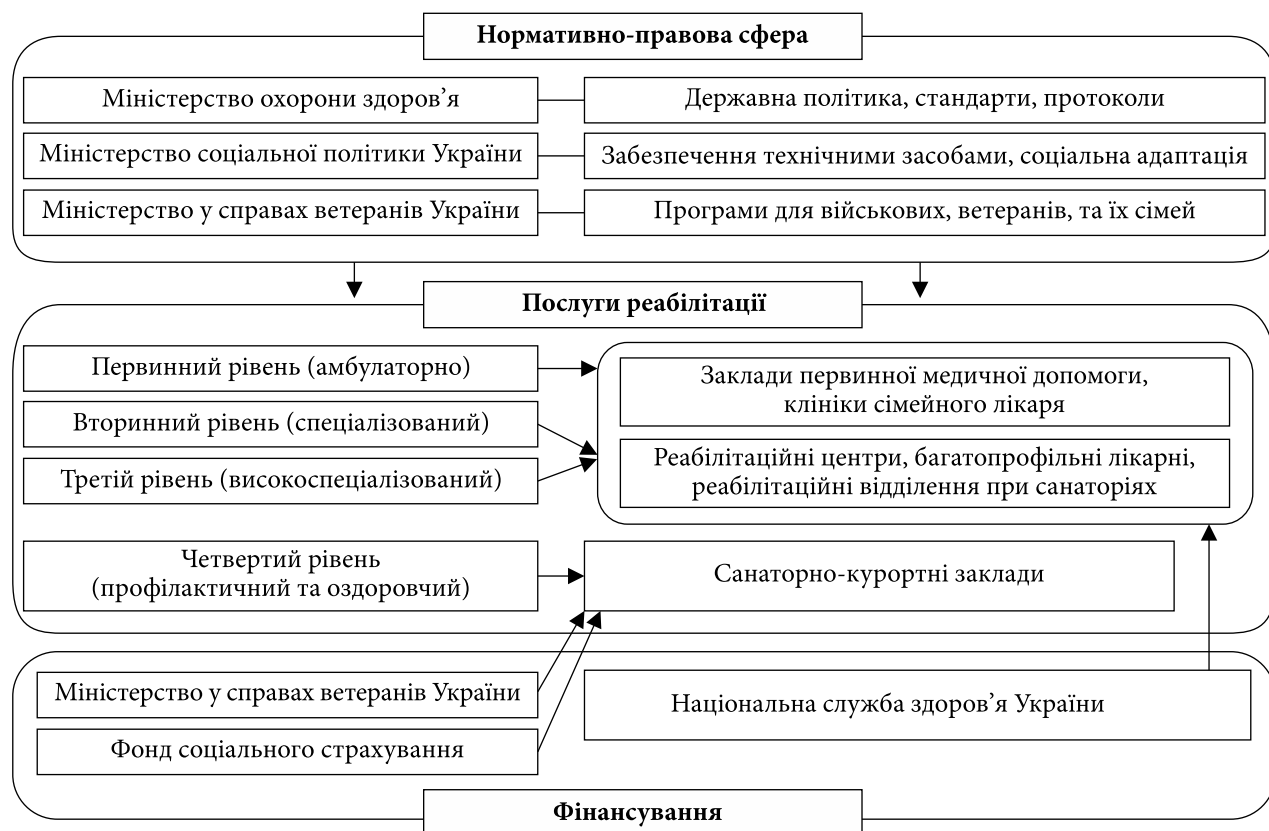 Нормативно-правова сфера
Міністерство охорони здоров’я
Державна політика, стандарти, протоколи
Міністерство соціальної політики України
Забезпечення технічними засобами, соціальна адаптація
Міністерство у справах ветеранів України
Програми для військових, ветеранів, та їх сімей
Послуги реабілітації
Первинний рівень (амбулаторно)
Вторинний рівень (спеціалізований)
Третій рівень (високоспеціалізований)
Заклади первинної медичної допомоги,
клініки сімейного лікаря
Реабілітаційні центри, багатопрофільні лікарні,
реабілітаційні відділення при санаторіях
Четвертий рівень
(профілактичний та оздоровчий)
Санаторно-курортні заклади
Міністерство у справах ветеранів України
Фонд соціального страхування
Національна служба здоров’я України
Фінансування